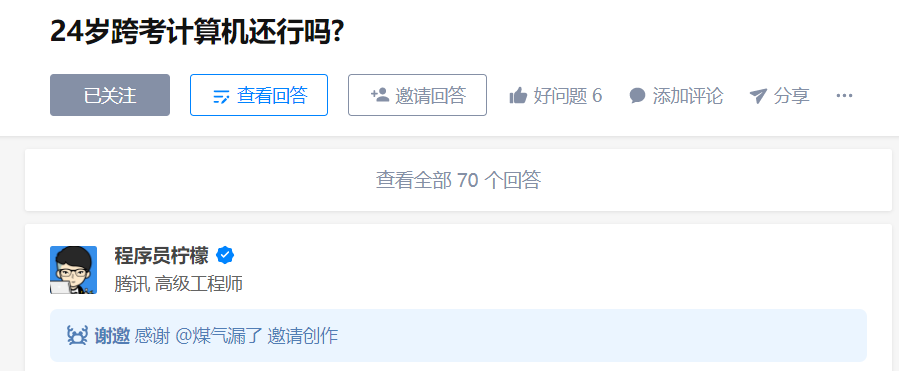 24岁跨考计算机还行吗?
已关注 查看回答 邀请回答 好问题 6 添加评论 分享 ···
查看全部 70 个回答
程序员柠檬
腾讯 高级工程师
谢邀 感谢 @煤气漏了 邀请创作